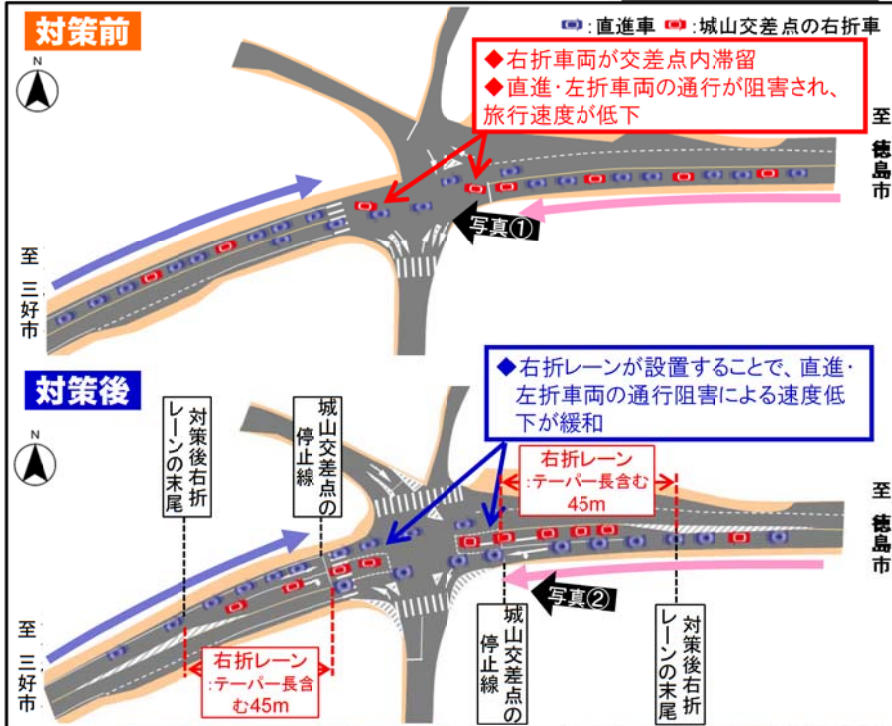 対策前
:直進車 :城山交差点の右折車
N
◆右折車両が交差点内滞留
◆直進・左折車両の通行が阻害され、
旅行速度が低下
至 徳島市
写真①
至 三好市
対策後
N
◆右折レーンが設置することで、直進・
左折車両の通行阻害による速度低
下が緩和
対策後右折
レーンの末尾
城山交差点の
停止線
右折レーン
:テーパー長含む
45m
至 徳島市
写真②
至 三好市
右折レーン
:テーパー長含
む45m
城山交差点の
停止線
対策後右折
レーンの末尾